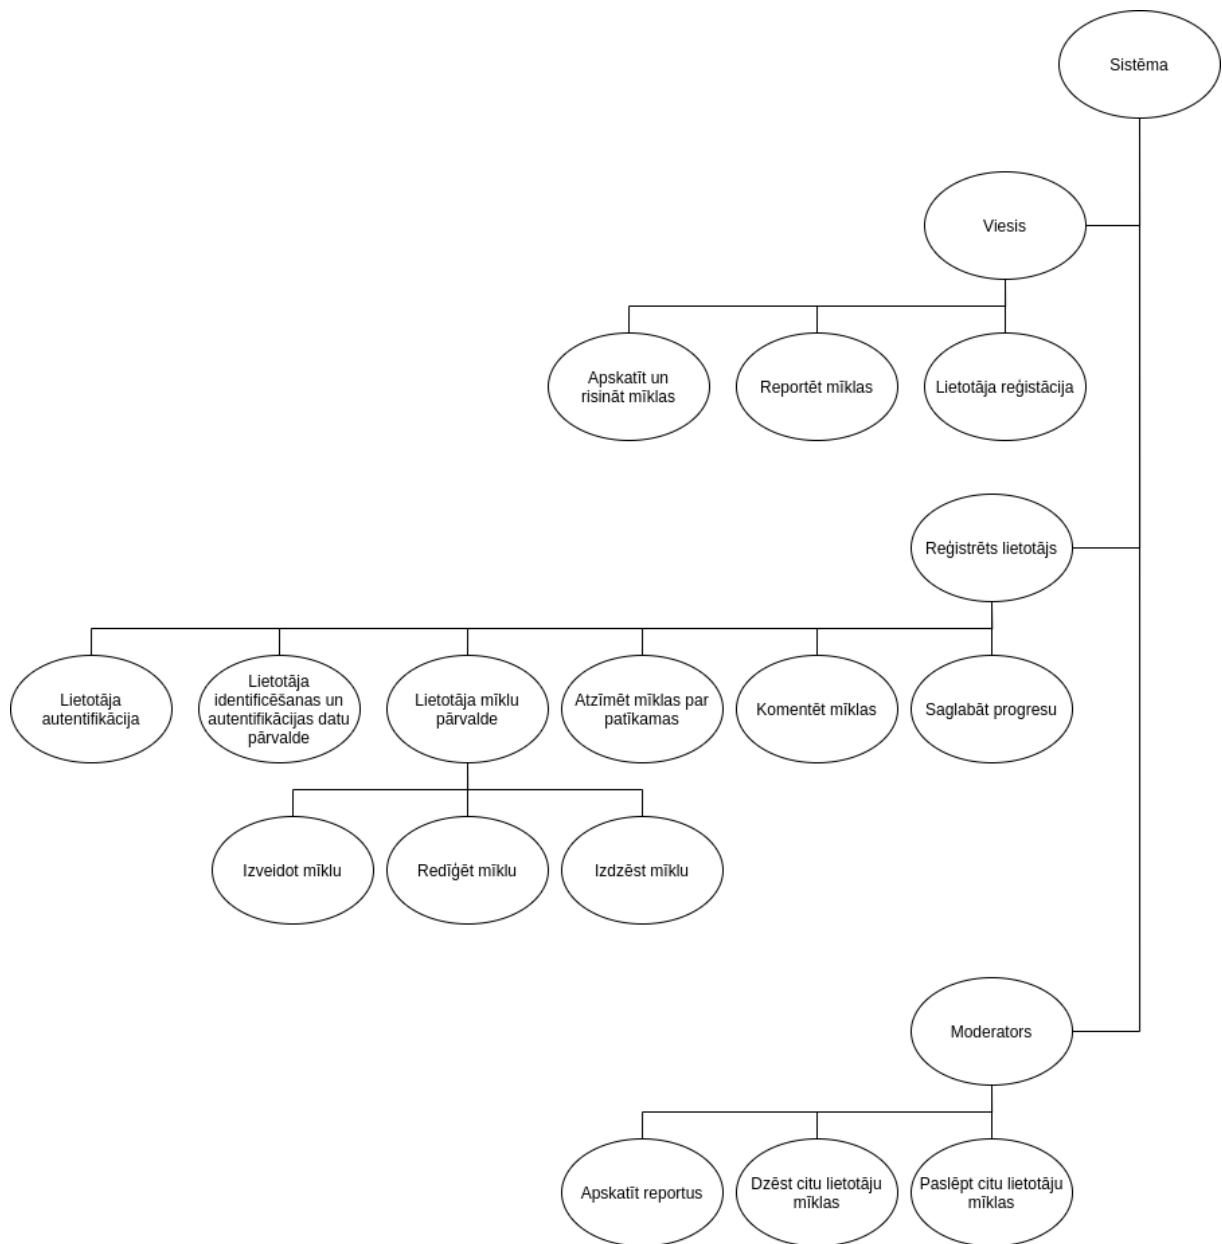 Sistēma
Viesis
Apskatīt un
risināt mīklas
Reportēt mīklas
Lietotāja reģistācija
Reģistrēts lietotājs
Lietotāja
autentifikācija
Lietotāja
identificēšanas un
autentifikācijas datu
pārvalde
Lietotāja mīklu
pārvalde
Atzīmēt mīklas par
patīkamas
Komentēt mīklas
Saglabāt progresu
Izveidot mīklu
Redīģēt mīklu
Izdzēst mīklu
Moderators
Apskatīt reportus
Dzēst citu lietotāju
mīklas
Paslēpt citu lietotāju
mīklas